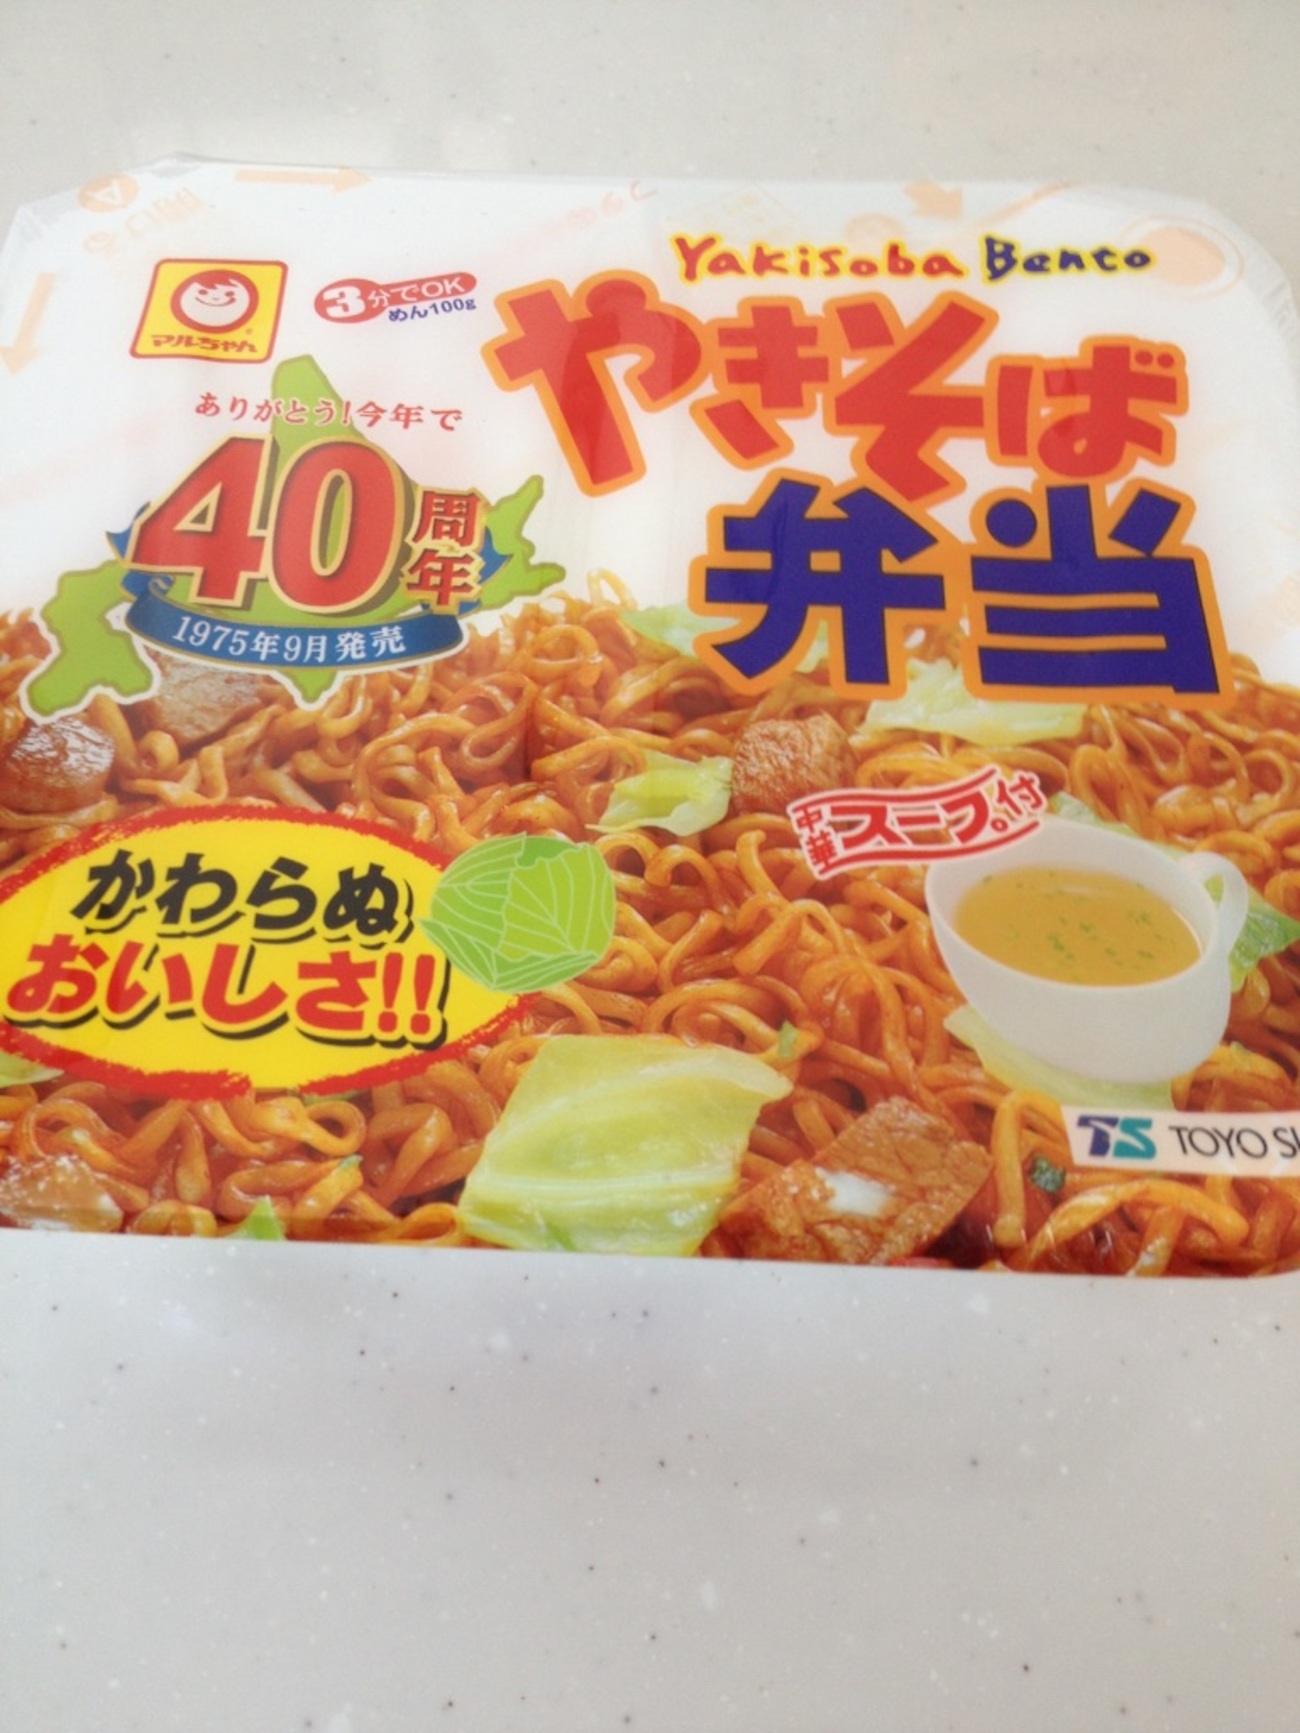 Yakisoba Bento
マルちゃん
3分でOK
めん100g
やきそば
弁当
ありがとう!今年で
40周年
1975年9月発売
中華スープ付
かわらぬ
おいしさ!!
TS TOYO